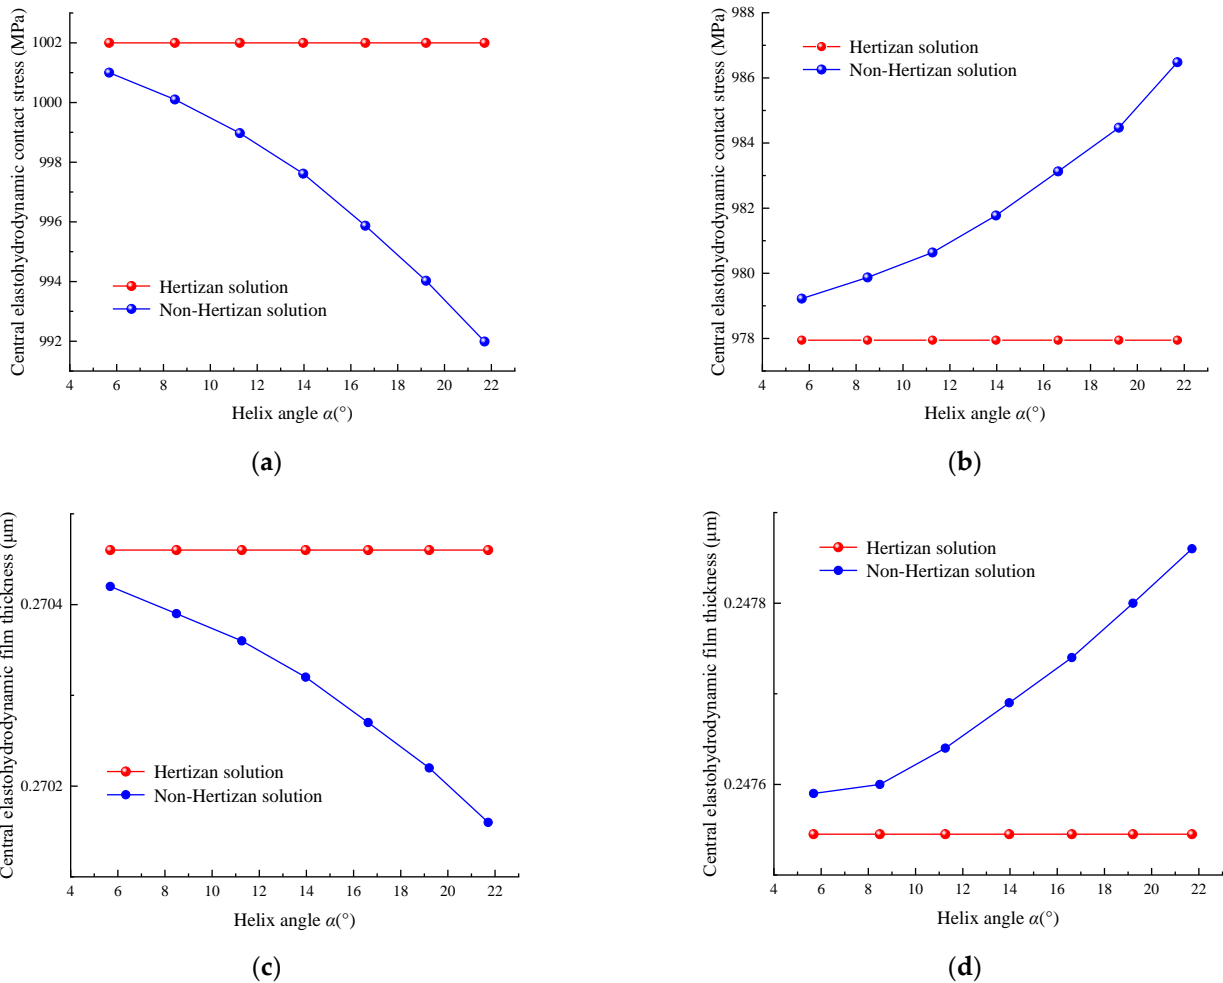 Central elastohydrodynamic contact stress (MPa)
1002
1000
998
996
994
992
Hertizan solution
Non-Hertizan solution
4 6 8 10 12 14 16 18 20 22
Helix angle α(°)
(a)
Central elastohydrodynamic contact stress (MPa)
988
986
984
982
980
978
Hertizan solution
Non-Hertizan solution
4 6 8 10 12 14 16 18 20 22
Helix angle α(°)
(b)
Central elastohydrodynamic film thickness (μm)
0.2704
0.2702
Hertizan solution
Non-Hertizan solution
4 6 8 10 12 14 16 18 20 22
Helix angle α(°)
(c)
Central elastohydrodynamic film thickness (μm)
0.2478
0.2476
Hertizan solution
Non-Hertizan solution
4 6 8 10 12 14 16 18 20 22
Helix angle α(°)
(d)